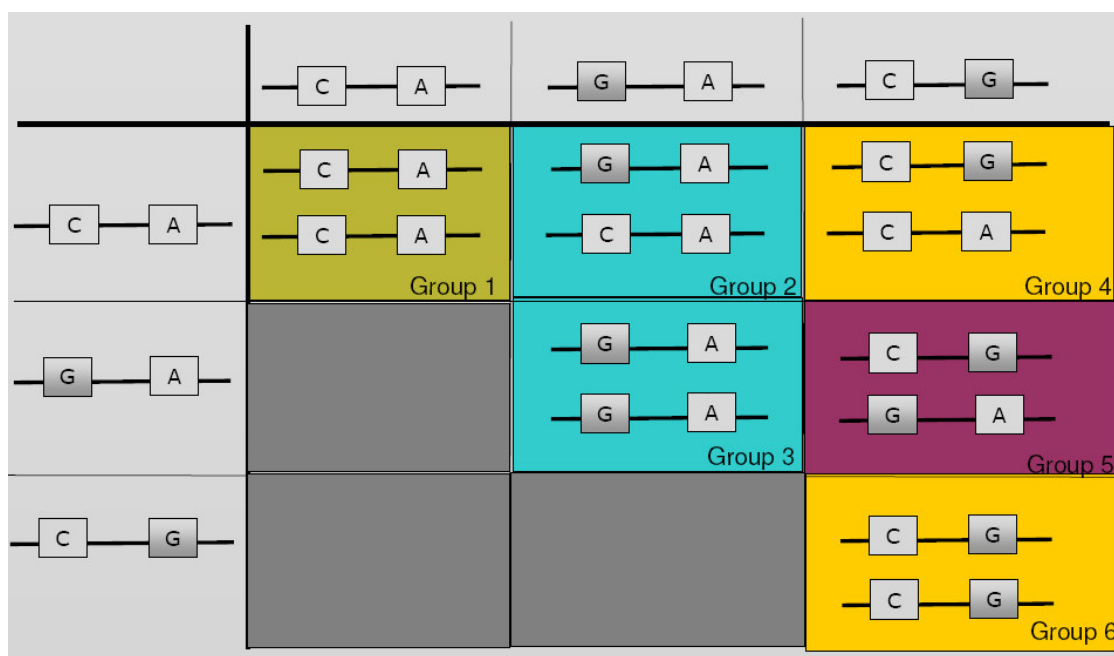 C A G A C G
C A C A G A C G
C A C A C A
Group 1 Group 2 Group 4
G A G A C G
G A G A
Group 3 Group 5
C G C G
C G
Group 6